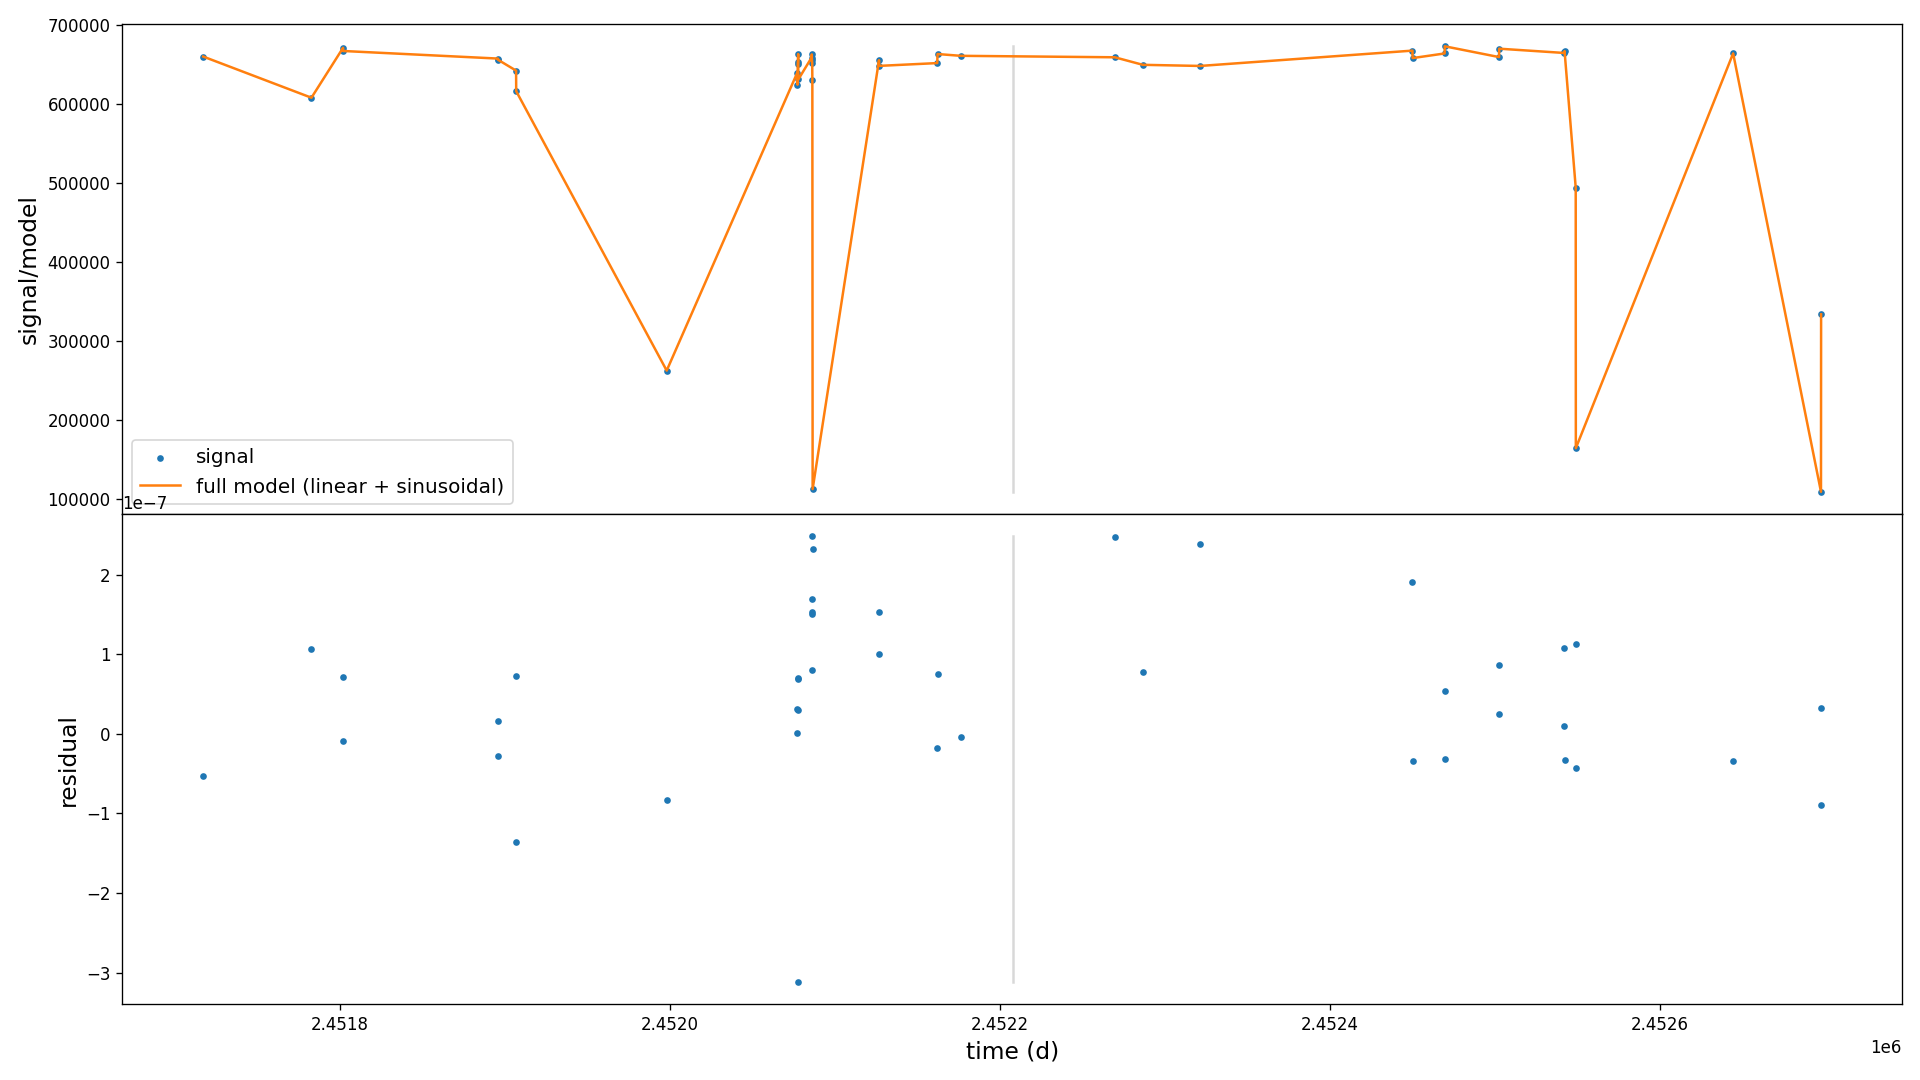 700000
600000
500000
400000
300000
200000
100000
signal/model
signal
full model (linear + sinusoidal)
1e−7
2
1
0
−1
−2
−3
residual
2.4518
2.4520
2.4522
2.4524
2.4526
time (d)
1e6